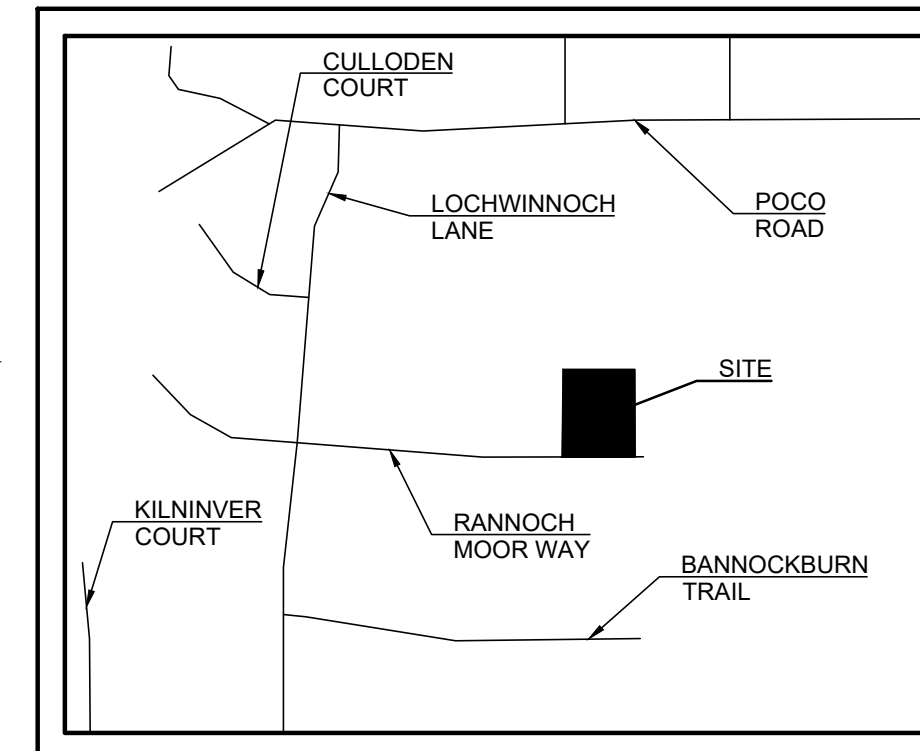 CULLODEN
COURT
LOCHWINNOCH
LANE
POCO
ROAD
SITE
KILNINVER
COURT
RANNOCH
MOOR WAY
BANNOCKBURN
TRAIL